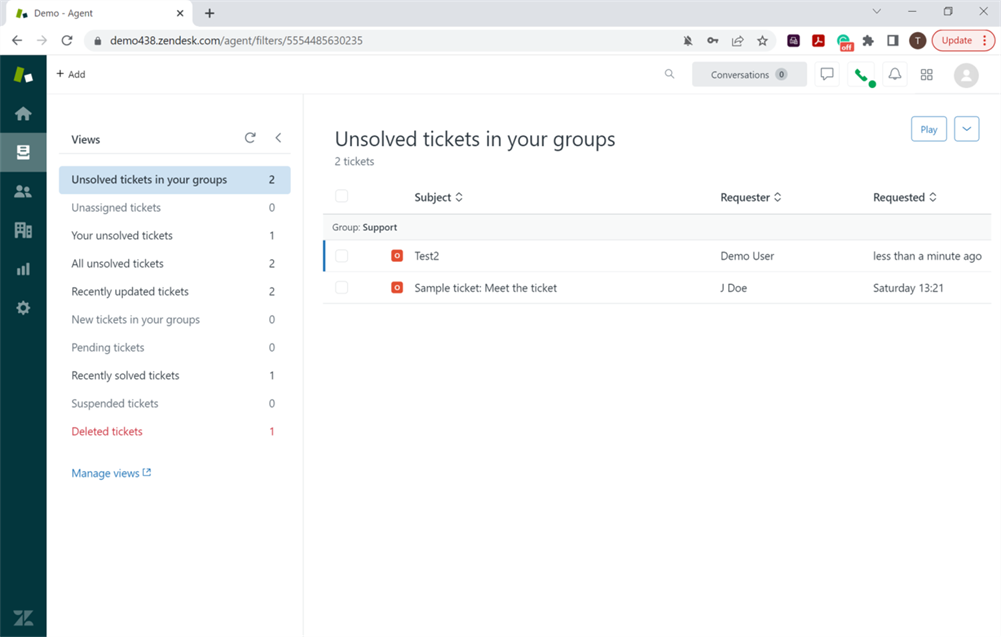 Demo - Agent
demo438.zendesk.com/agent/filters/5554485630235
off
T
Update
+ Add
Conversations 0
Views
Unsolved tickets in your groups 2
Unassigned tickets 0
Your unsolved tickets 1
All unsolved tickets 2
Recently updated tickets 2
New tickets in your groups 0
Pending tickets 0
Recently solved tickets 1
Suspended tickets 0
Deleted tickets 1
Manage views
Unsolved tickets in your groups
2 tickets
Play
Subject Requester Requested
Group: Support
O Test2 Demo User less than a minute ago
O Sample ticket: Meet the ticket J Doe Saturday 13:21